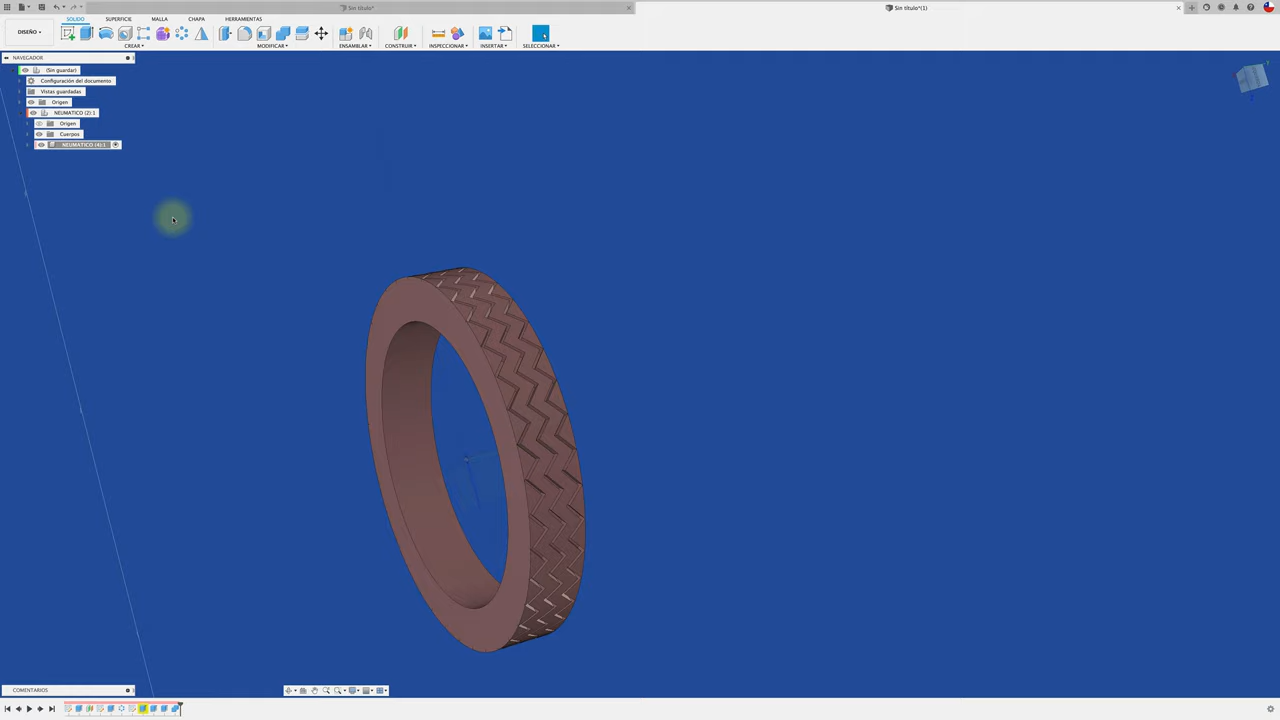 Sin título*
Sin título*(1)
SOLIDO
SUPERFICIE
MALLA
CHAPA
HERRAMIENTAS
DISEÑO
CREAR
MODIFICAR
ENSAMBLAR
CONSTRUIR
INSPECCIONAR
INSERTAR
SELECCIONAR
NAVEGADOR
(Sin guardar)
Configuración del documento
Vistas guardadas
Origen
NEUMATICO (2):1
Origen
Cuerpos
NEUMATICO (4):1
COMENTARIOS